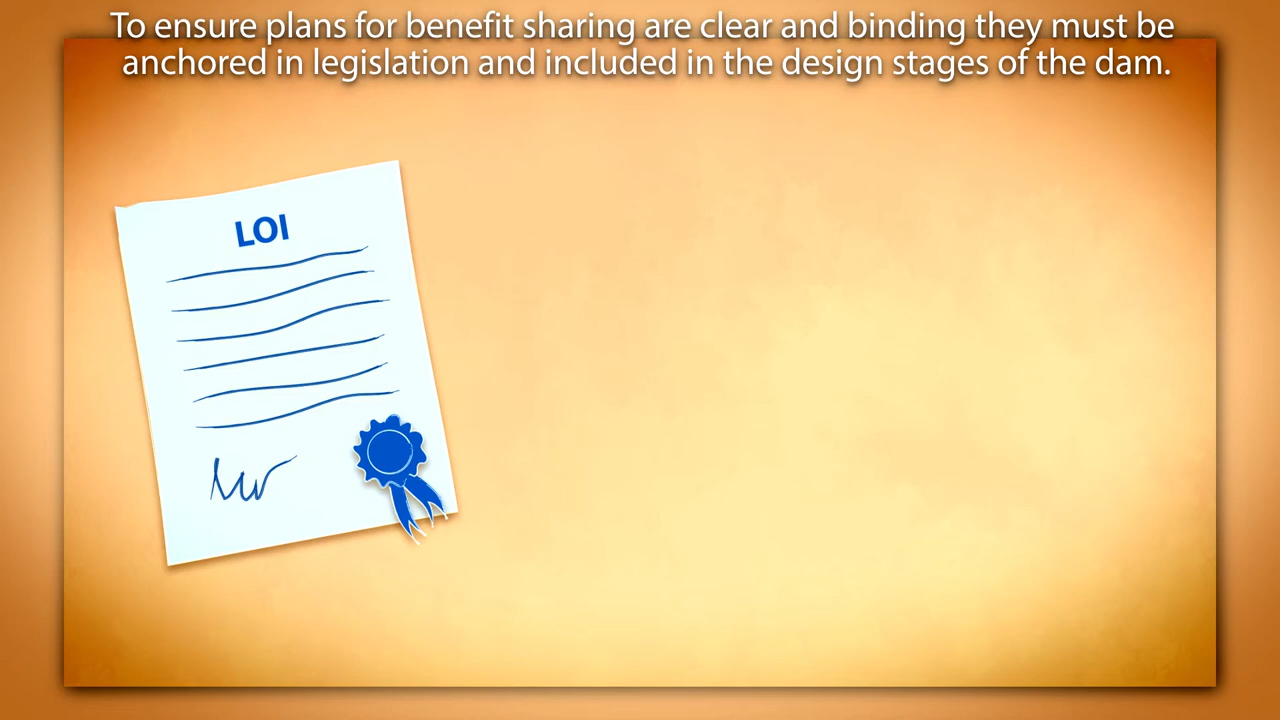 To ensure plans for benefit sharing are clear and binding they must be
anchored in legislation and included in the design stages of the dam.
LOI